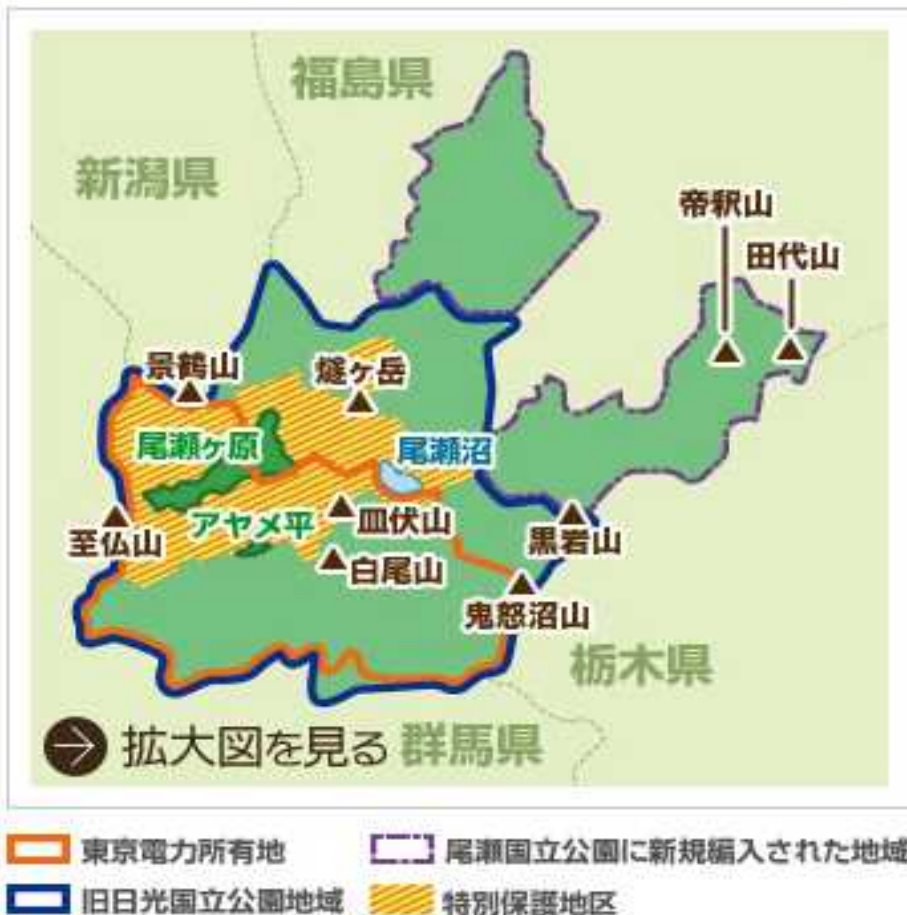 福島県
新潟県
帝釈山
田代山
景鶴山
燧ヶ岳
尾瀬ヶ原
尾瀬沼
アヤメ平
皿伏山
至仏山
黒岩山
白尾山
鬼怒沼山
栃木県
拡大図を見る 群馬県
東京電力所有地 尾瀬国立公園に新規編入された地域
旧日光国立公園地域 特別保護地区